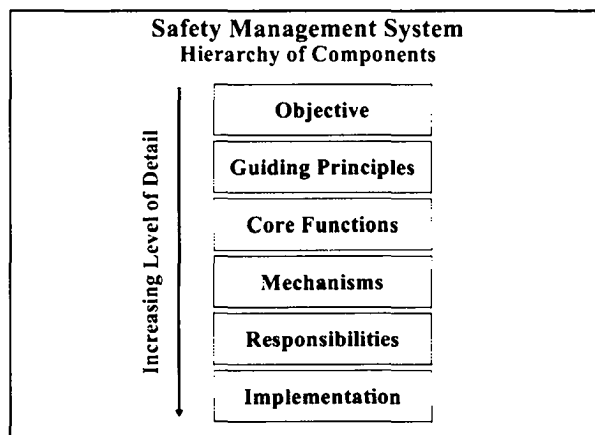 Safety Management System
Hierarchy of Components
Increasing Level of Detail
Objective
Guiding Principles
Core Functions
Mechanisms
Responsibilities
Implementation